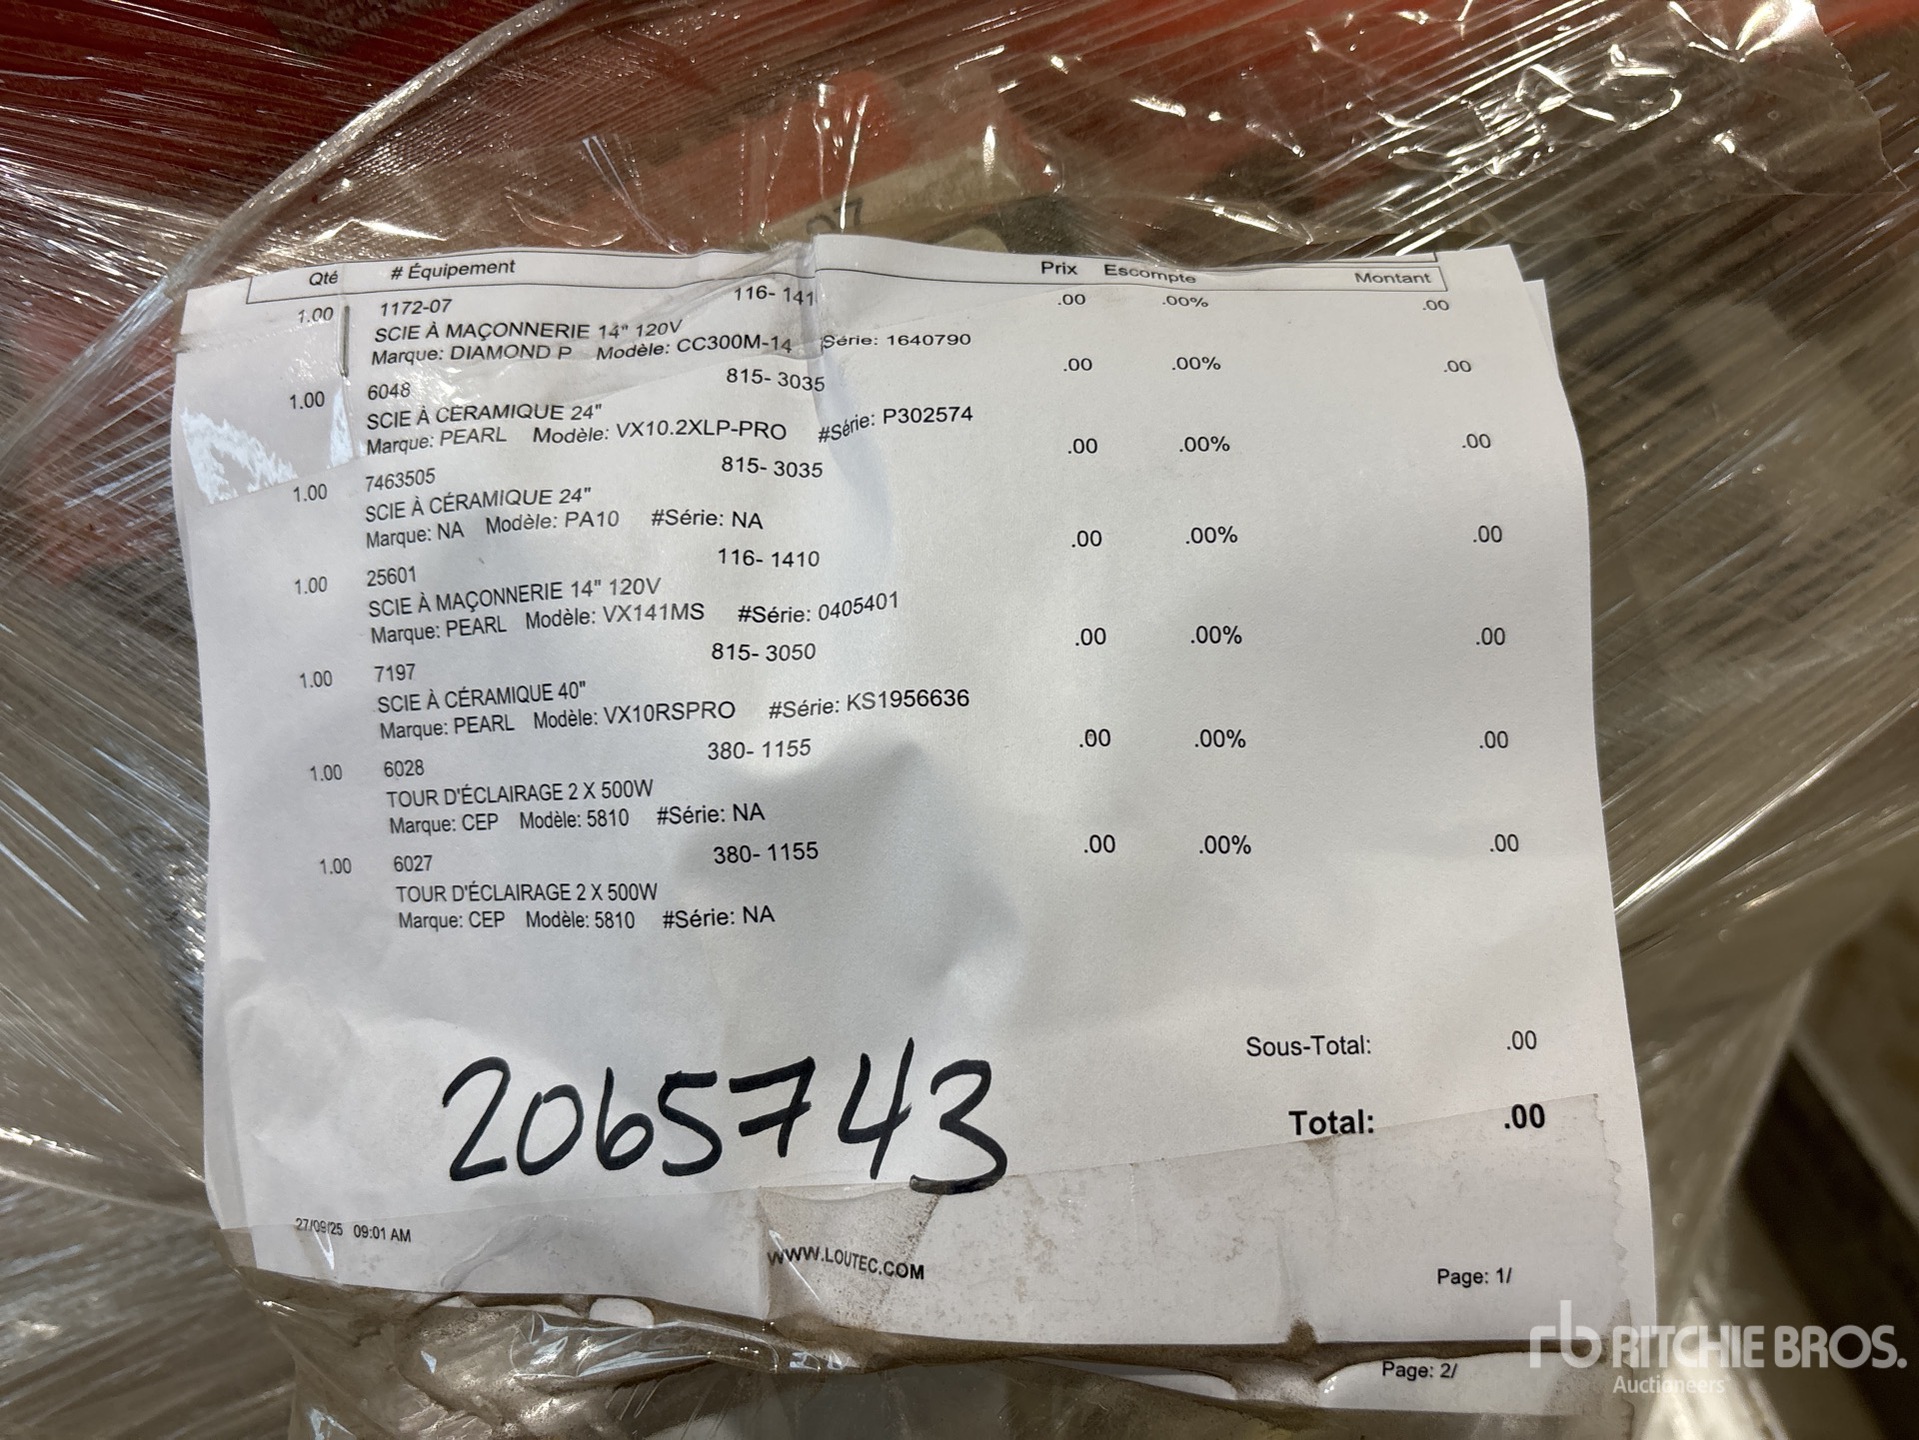 Qté # Équipement Prix Escompte Montant
1.00 1172-07 116- 141 .00 .00% .00
SCIE À MAÇONNERIE 14" 120V
Marque: DIAMOND P Modèle: CC300M-14 Série: 1640790
1.00 6048 815- 3035 .00 .00% .00
SCIE À CÉRAMIQUE 24"
Marque: PEARL Modèle: VX10.2XLP-PRO #Série: P302574
1.00 7463505 815- 3035 .00 .00% .00
SCIE À CÉRAMIQUE 24"
Marque: NA Modèle: PA10 #Série: NA
1.00 25601 116- 1410 .00 .00% .00
SCIE À MAÇONNERIE 14" 120V
Marque: PEARL Modèle: VX141MS #Série: 0405401
1.00 7197 815- 3050 .00 .00% .00
SCIE À CÉRAMIQUE 40"
Marque: PEARL Modèle: VX10RSPRO #Série: KS1956636
1.00 6028 380- 1155 .00 .00% .00
TOUR D'ÉCLAIRAGE 2 X 500W
Marque: CEP Modèle: 5810 #Série: NA
1.00 6027 380- 1155 .00 .00% .00
TOUR D'ÉCLAIRAGE 2 X 500W
Marque: CEP Modèle: 5810 #Série: NA
Sous-Total: .00
Total: .00
2065743
27/09/25 09:01 AM
WWW.LOUTEC.COM
Page: 1/
Page: 2/
rb RITCHIE BROS.
Auctioneers